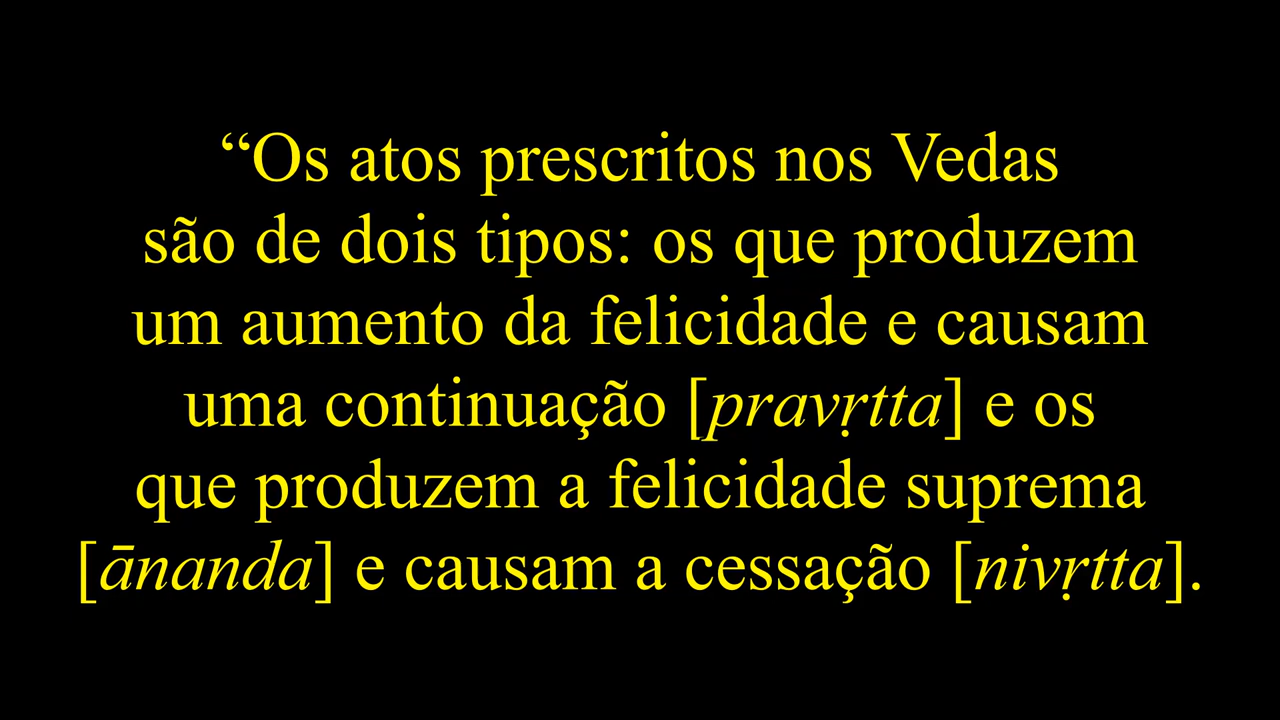 “Os atos prescritos nos Vedas
são de dois tipos: os que produzem
um aumento da felicidade e causam
uma continuação [pravṛtta] e os
que produzem a felicidade suprema
[ānanda] e causam a cessação [nivṛtta].